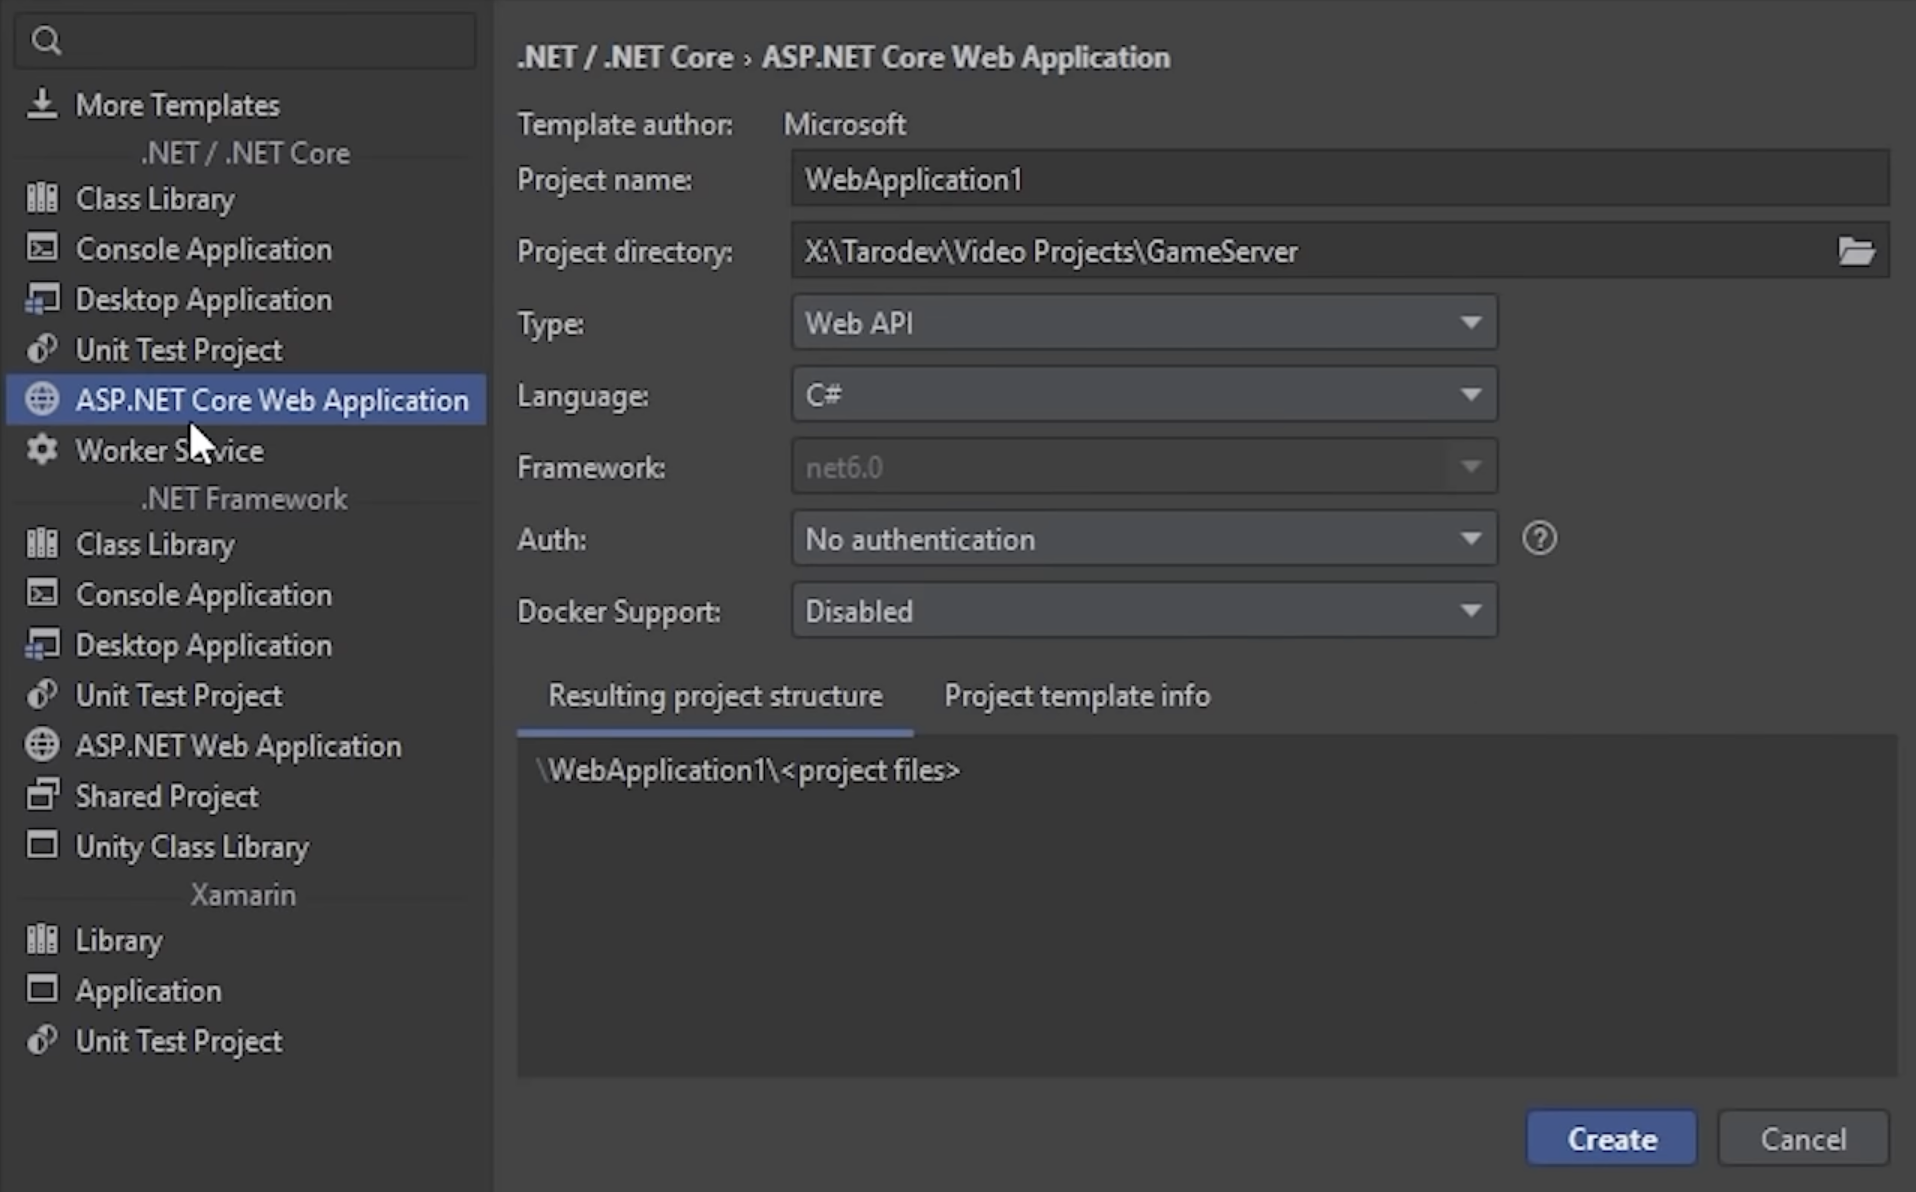 More Templates
.NET / .NET Core
Class Library
Console Application
Desktop Application
Unit Test Project
ASP.NET Core Web Application
Worker Service
.NET Framework
Class Library
Console Application
Desktop Application
Unit Test Project
ASP.NET Web Application
Shared Project
Unity Class Library
Xamarin
Library
Application
Unit Test Project
.NET / .NET Core › ASP.NET Core Web Application
Template author: Microsoft
Project name: WebApplication1
Project directory: X:\Tarodev\Video Projects\GameServer
Type: Web API
Language: C#
Framework: net6.0
Auth: No authentication ?
Docker Support: Disabled
Resulting project structure Project template info
\WebApplication1\<project files>
Create Cancel